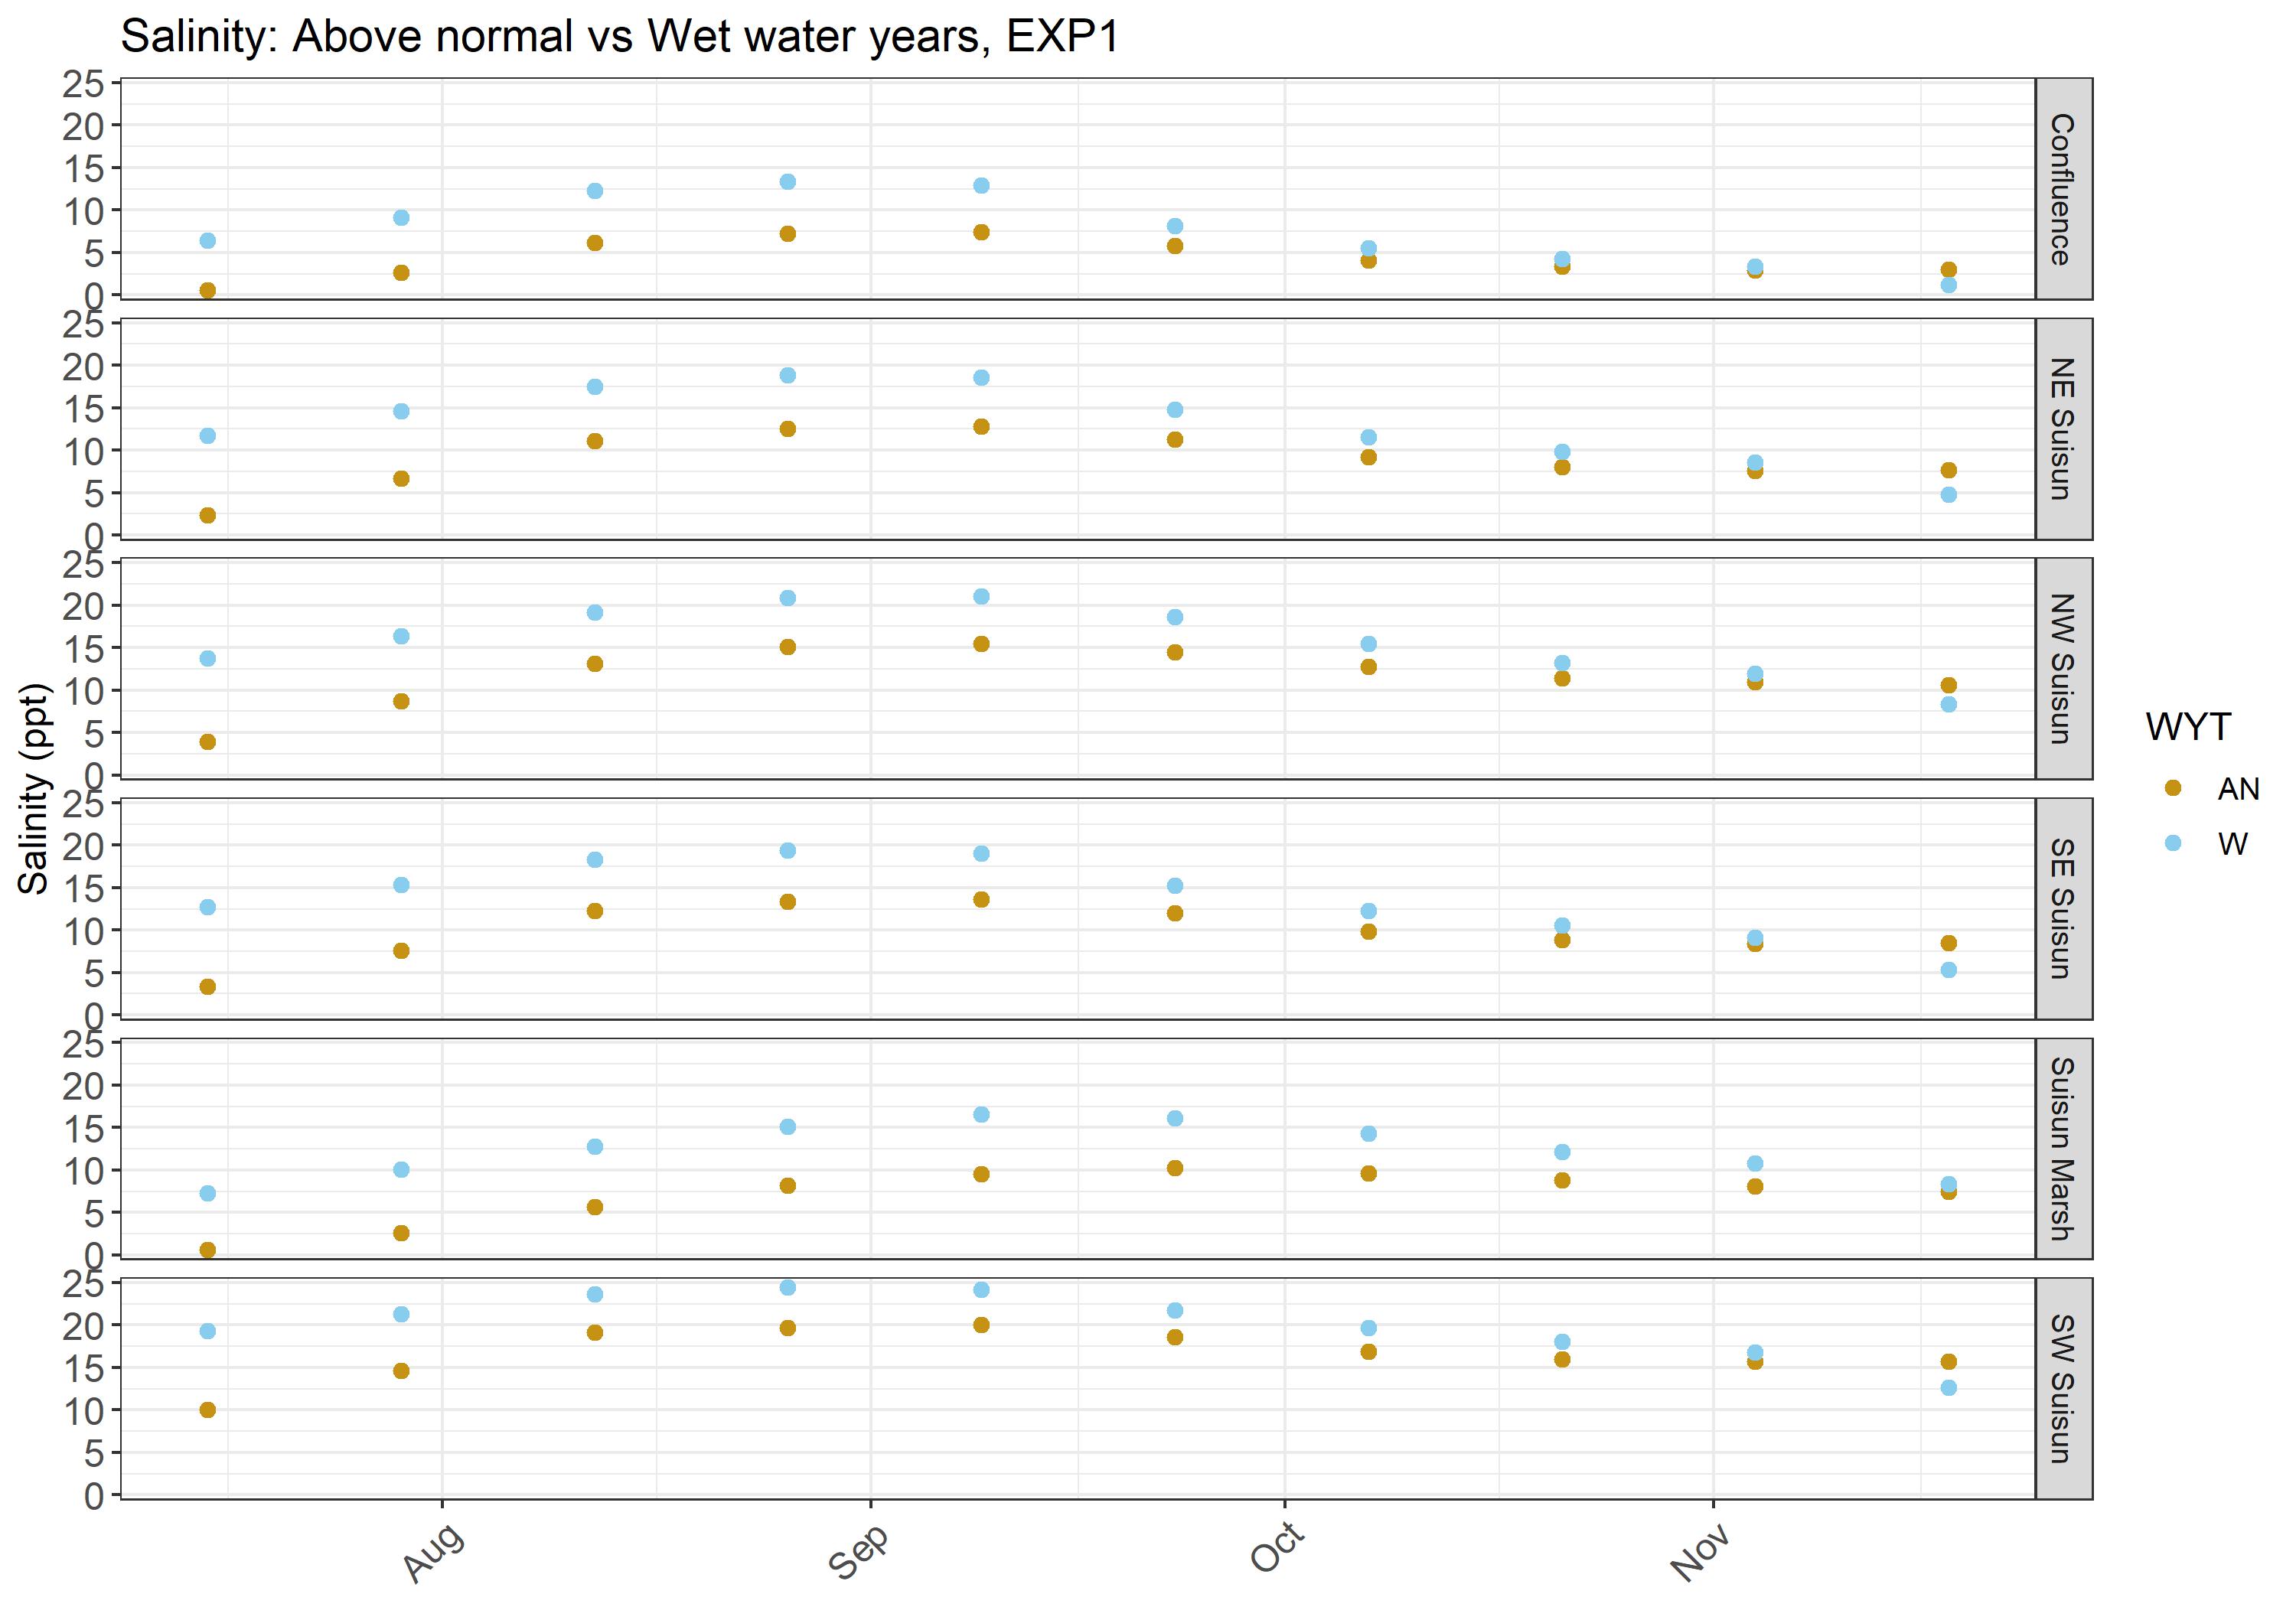 Salinity: Above normal vs Wet water years, EXP1
Salinity (ppt)
25
20
15
10
5
0
Confluence
25
20
15
10
5
0
NE Suisun
25
20
15
10
5
0
NW Suisun
25
20
15
10
5
0
SE Suisun
25
20
15
10
5
0
Suisun Marsh
25
20
15
10
5
0
SW Suisun
Aug
Sep
Oct
Nov
WYT
AN
W